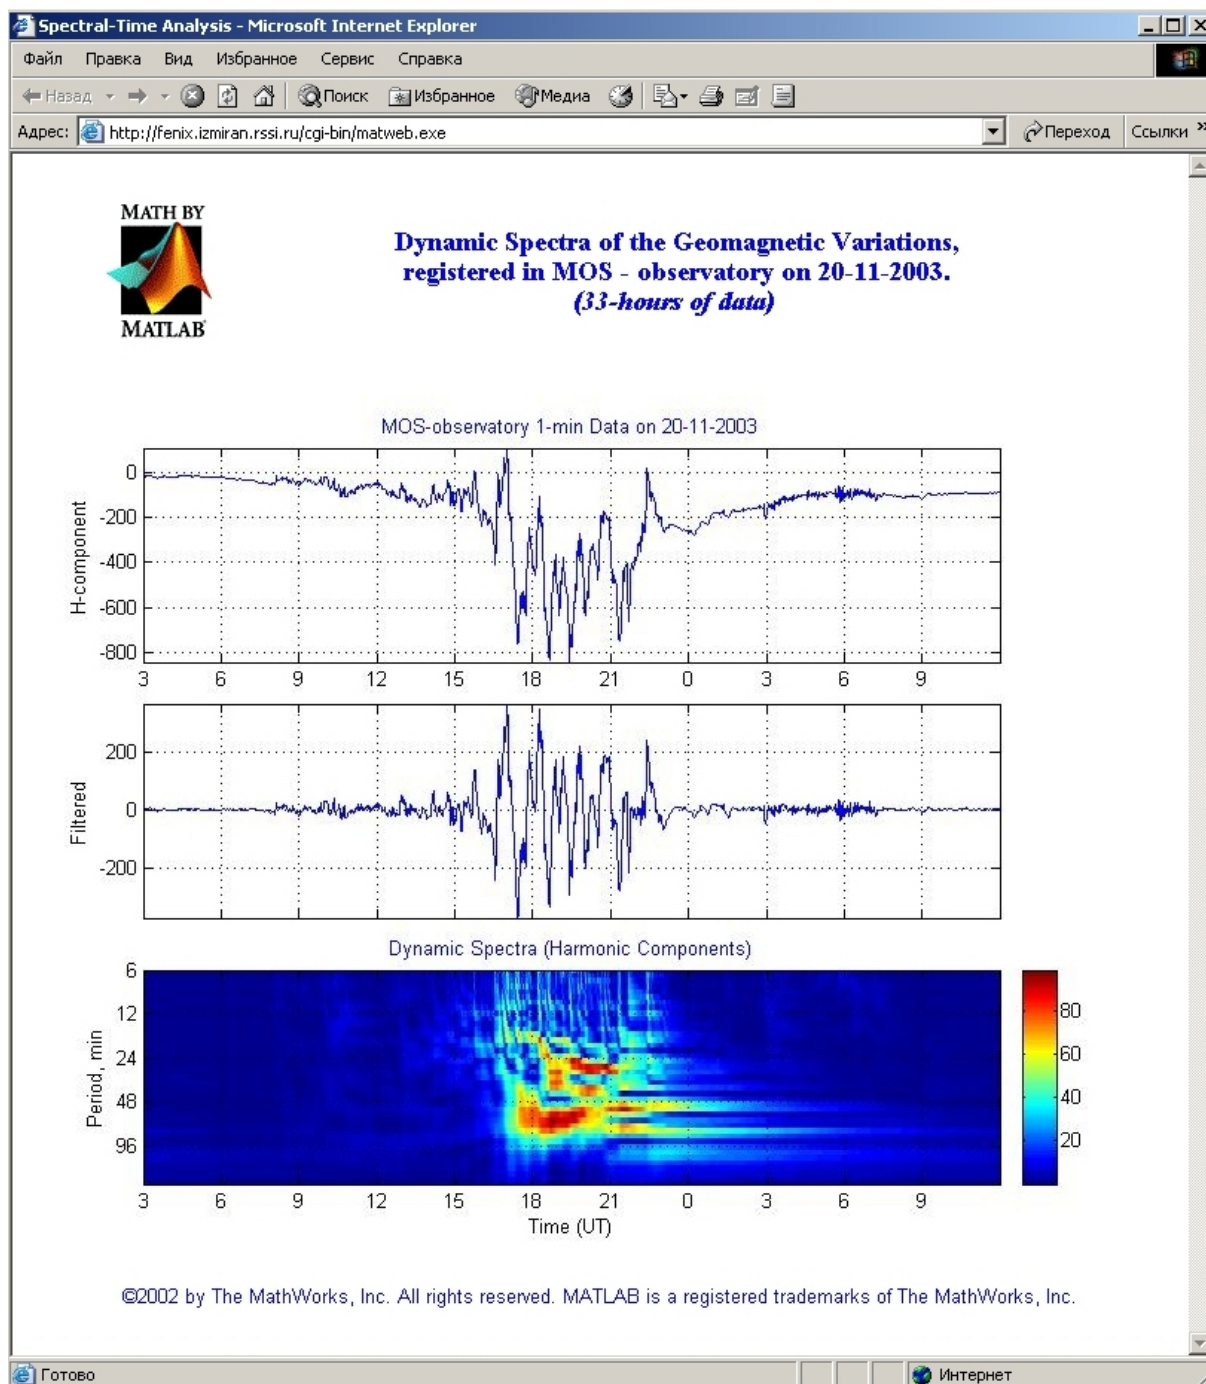 Spectral-Time Analysis - Microsoft Internet Explorer
Файл Правка Вид Избранное Сервис Справка
Назад Поиск Избранное Медиа
Адрес: http://fenix.izmiran.rssi.ru/cgi-bin/matweb.exe Переход Ссылки »
MATH BY
MATLAB
Dynamic Spectra of the Geomagnetic Variations,
registered in MOS - observatory on 20-11-2003.
(33-hours of data)
MOS-observatory 1-min Data on 20-11-2003
H-component
0
-200
-400
-600
-800
3 6 9 12 15 18 21 0 3 6 9
Filtered
200
0
-200
Dynamic Spectra (Harmonic Components)
Period, min
6
12
24
48
96
80
60
40
20
3 6 9 12 15 18 21 0 3 6 9
Time (UT)
©2002 by The MathWorks, Inc. All rights reserved. MATLAB is a registered trademarks of The MathWorks, Inc.
Готово Интернет